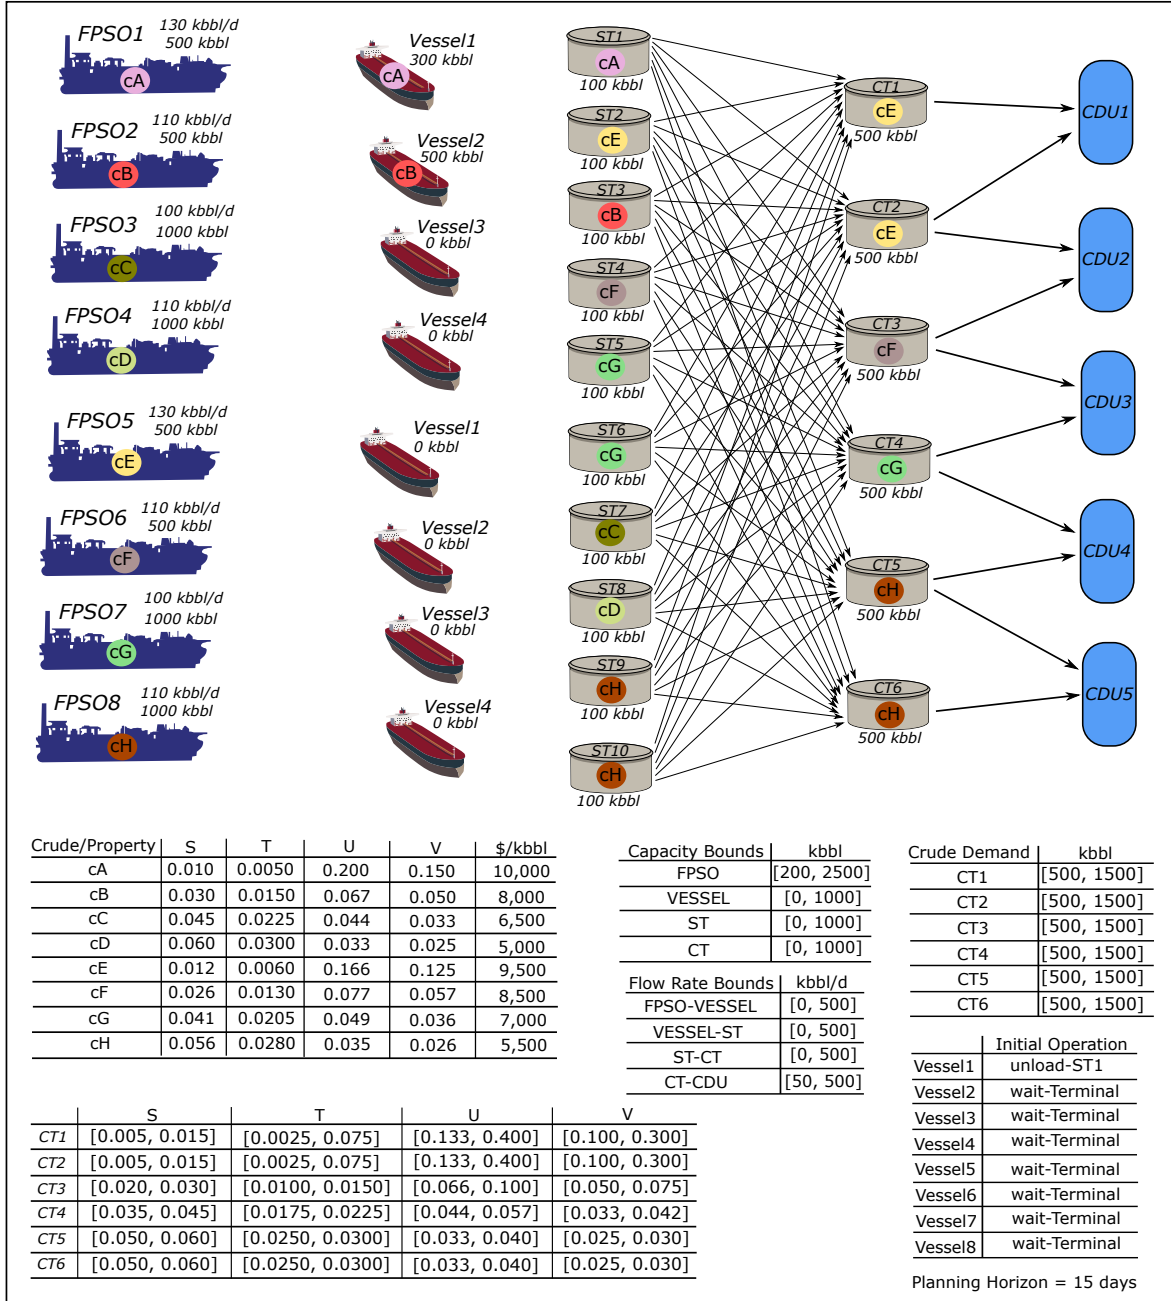 FPSO1
130 kbbl/d
500 kbbl
cA
FPSO2
110 kbbl/d
500 kbbl
cB
FPSO3
100 kbbl/d
1000 kbbl
cC
FPSO4
110 kbbl/d
1000 kbbl
cD
FPSO5
130 kbbl/d
500 kbbl
cE
FPSO6
110 kbbl/d
500 kbbl
cF
FPSO7
100 kbbl/d
1000 kbbl
cG
FPSO8
110 kbbl/d
1000 kbbl
cH
Vessel1
300 kbbl
cA
Vessel2
500 kbbl
cB
Vessel3
0 kbbl
Vessel4
0 kbbl
Vessel1
0 kbbl
Vessel2
0 kbbl
Vessel3
0 kbbl
Vessel4
0 kbbl
ST1
cA
100 kbbl
ST2
cE
100 kbbl
ST3
cB
100 kbbl
ST4
cF
100 kbbl
ST5
cG
100 kbbl
ST6
cG
100 kbbl
ST7
cC
100 kbbl
ST8
cD
100 kbbl
ST9
cH
100 kbbl
ST10
cH
100 kbbl
CT1
cE
500 kbbl
CT2
cE
500 kbbl
CT3
cF
500 kbbl
CT4
cG
500 kbbl
CT5
cH
500 kbbl
CT6
cH
500 kbbl
CDU1
CDU2
CDU3
CDU4
CDU5
Crude/Property S T U V $/kbbl
cA 0.010 0.0050 0.200 0.150 10,000
cB 0.030 0.0150 0.067 0.050 8,000
cC 0.045 0.0225 0.044 0.033 6,500
cD 0.060 0.0300 0.033 0.025 5,000
cE 0.012 0.0060 0.166 0.125 9,500
cF 0.026 0.0130 0.077 0.057 8,500
cG 0.041 0.0205 0.049 0.036 7,000
cH 0.056 0.0280 0.035 0.026 5,500
Capacity Bounds kbbl
FPSO [200, 2500]
VESSEL [0, 1000]
ST [0, 1000]
CT [0, 1000]
Flow Rate Bounds kbbl/d
FPSO-VESSEL [0, 500]
VESSEL-ST [0, 500]
ST-CT [0, 500]
CT-CDU [50, 500]
Crude Demand kbbl
CT1 [500, 1500]
CT2 [500, 1500]
CT3 [500, 1500]
CT4 [500, 1500]
CT5 [500, 1500]
CT6 [500, 1500]
Initial Operation
Vessel1 unload-ST1
Vessel2 wait-Terminal
Vessel3 wait-Terminal
Vessel4 wait-Terminal
Vessel5 wait-Terminal
Vessel6 wait-Terminal
Vessel7 wait-Terminal
Vessel8 wait-Terminal
S T U V
CT1 [0.005, 0.015] [0.0025, 0.075] [0.133, 0.400] [0.100, 0.300]
CT2 [0.005, 0.015] [0.0025, 0.075] [0.133, 0.400] [0.100, 0.300]
CT3 [0.020, 0.030] [0.0100, 0.0150] [0.066, 0.100] [0.050, 0.075]
CT4 [0.035, 0.045] [0.0175, 0.0225] [0.044, 0.057] [0.033, 0.042]
CT5 [0.050, 0.060] [0.0250, 0.0300] [0.033, 0.040] [0.025, 0.030]
CT6 [0.050, 0.060] [0.0250, 0.0300] [0.033, 0.040] [0.025, 0.030]
Planning Horizon = 15 days